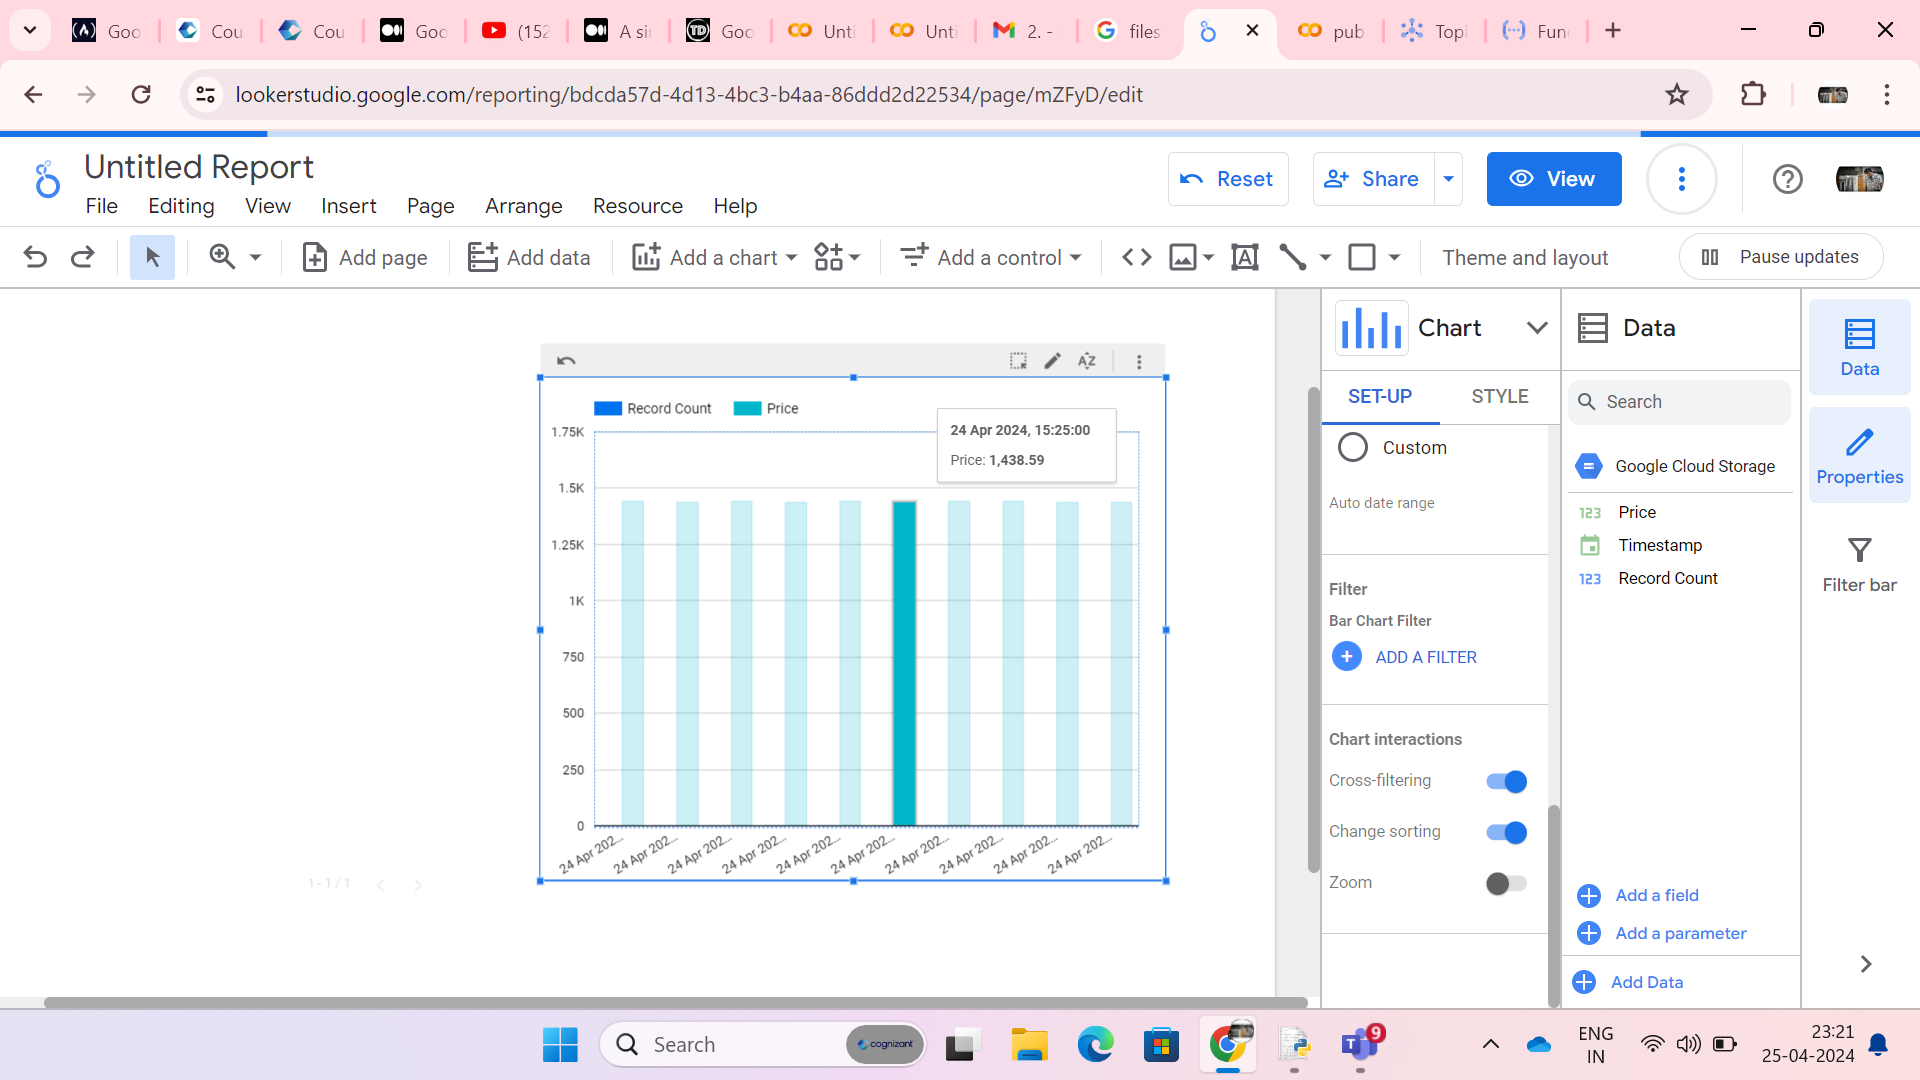 Goo
Cou
Cou
Goo
(152
A sir
Goo
Unti
Unti
2. -
files
pub
Topi
Func
lookerstudio.google.com/reporting/bdcda57d-4d13-4bc3-b4aa-86ddd2d22534/page/mZFyD/edit
Untitled Report
File Editing View Insert Page Arrange Resource Help
Reset
Share
View
Add page
Add data
Add a chart
Add a control
Theme and layout
Pause updates
Record Count
Price
24 Apr 2024, 15:25:00
Price: 1,438.59
1.75K
1.5K
1.25K
1K
750
500
250
0
24 Apr 202...
24 Apr 202...
24 Apr 202...
24 Apr 202...
24 Apr 202...
24 Apr 202...
24 Apr 202...
24 Apr 202...
24 Apr 202...
24 Apr 202...
1-1/1
Chart
SET-UP
STYLE
Custom
Auto date range
Filter
Bar Chart Filter
ADD A FILTER
Chart interactions
Cross-filtering
Change sorting
Zoom
Data
Search
Google Cloud Storage
123 Price
Timestamp
123 Record Count
Add a field
Add a parameter
Add Data
Data
Properties
Filter bar
Search
cognizant
9
ENG
IN
23:21
25-04-2024